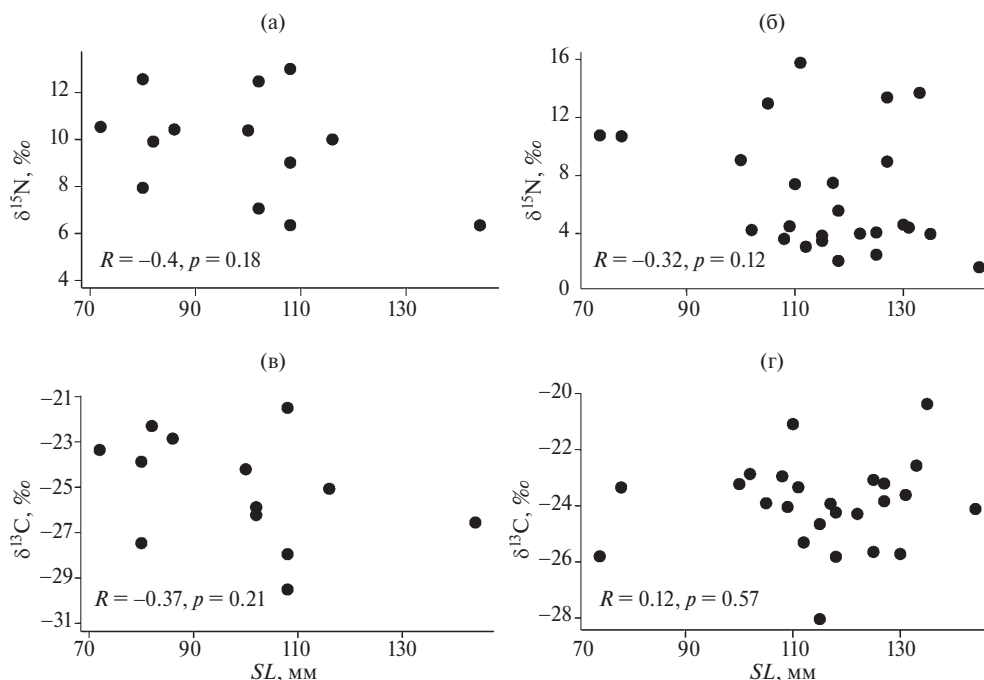 (а)
δ¹⁵N, ‰
12
10
8
6
4
R = –0.4, p = 0.18
70 90 110 130
(б)
δ¹⁵N, ‰
16
12
8
4
0
R = –0.32, p = 0.12
70 90 110 130
(в)
δ¹³C, ‰
–21
–23
–25
–27
–29
–31
R = –0.37, p = 0.21
70 90 110 130
SL, мм
(г)
δ¹³C, ‰
–20
–22
–24
–26
–28
R = 0.12, p = 0.57
70 90 110 130
SL, мм